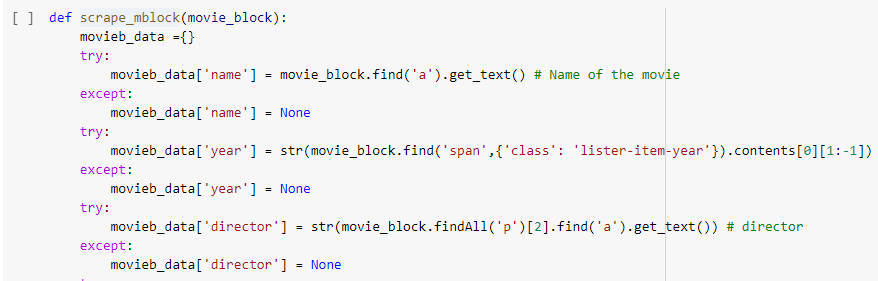 [ ] def scrape_mblock(movie_block):
    movieb_data ={}
    try:
        movieb_data['name'] = movie_block.find('a').get_text() # Name of the movie
    except:
        movieb_data['name'] = None
    try:
        movieb_data['year'] = str(movie_block.find('span',{'class': 'lister-item-year'}).contents[0][1:-1])
    except:
        movieb_data['year'] = None
    try:
        movieb_data['director'] = str(movie_block.findAll('p')[2].find('a').get_text()) # director
    except:
        movieb_data['director'] = None